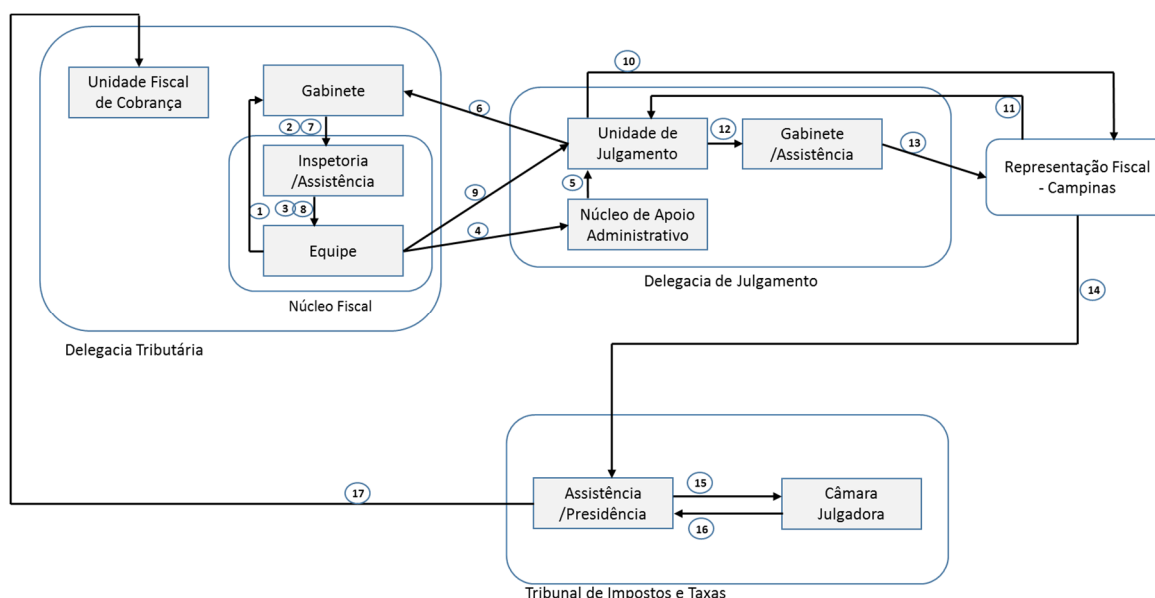 10
Unidade Fiscal
de Cobrança
Gabinete
6
11
2 7
Unidade de
Julgamento
12
Gabinete
/Assistência
13
Inspetoria
/Assistência
Representação Fiscal
- Campinas
5
9
1
3 8
Núcleo de Apoio
Administrativo
4
Equipe
Delegacia de Julgamento
14
Núcleo Fiscal
Delegacia Tributária
17
Assistência
/Presidência
15
16
Câmara
Julgadora
Tribunal de Impostos e Taxas